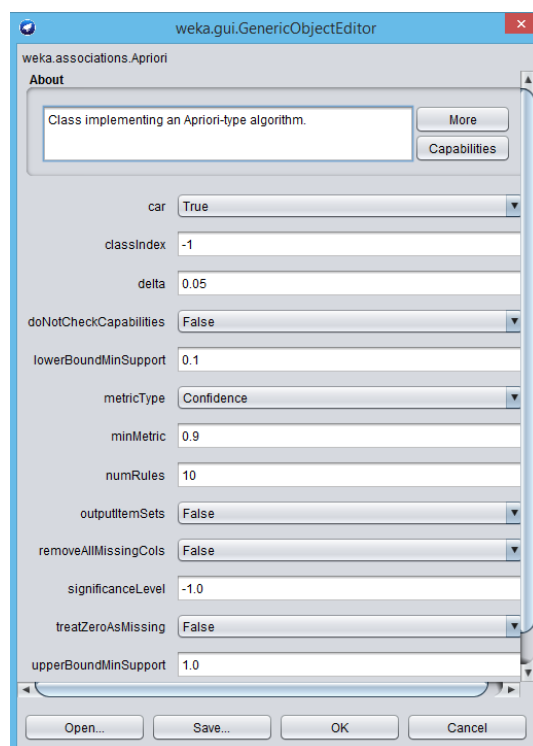 weka.gui.GenericObjectEditor
weka.associations.Apriori
About
Class implementing an Apriori-type algorithm.
More
Capabilities
car True
classIndex -1
delta 0.05
doNotCheckCapabilities False
lowerBoundMinSupport 0.1
metricType Confidence
minMetric 0.9
numRules 10
outputItemSets False
removeAllMissingCols False
significanceLevel -1.0
treatZeroAsMissing False
upperBoundMinSupport 1.0
Open... Save... OK Cancel